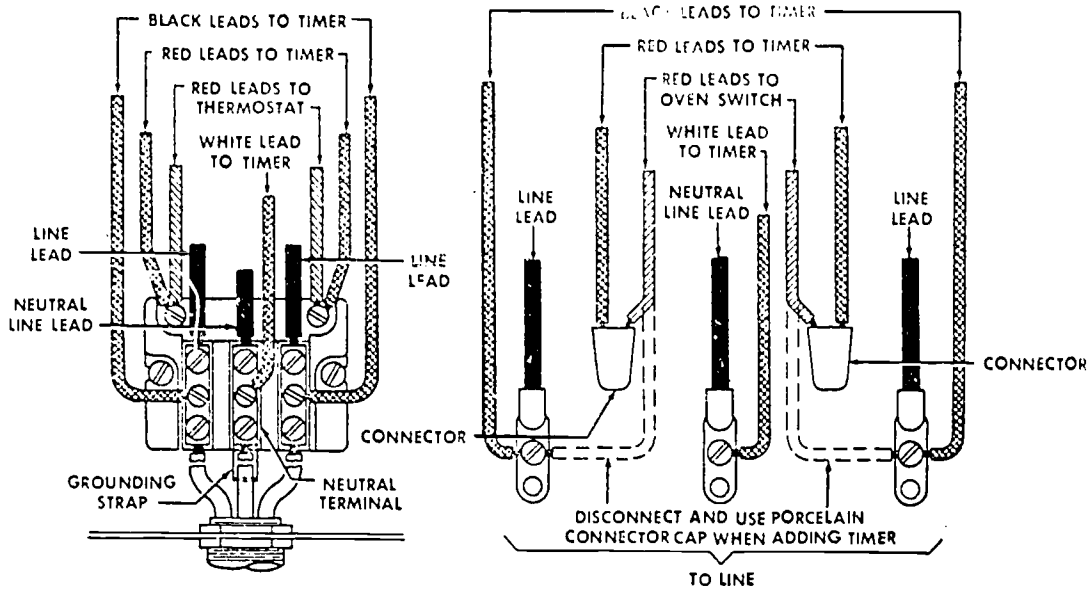 BLACK LEADS TO TIMER
RED LEADS TO TIMER
RED LEADS TO
THERMOSTAT
WHITE LEAD
TO TIMER
LINE
LEAD
LINE
LEAD
NEUTRAL
LINE LEAD
GROUNDING
STRAP
NEUTRAL
TERMINAL
BLACK LEADS TO TIMER
RED LEADS TO TIMER
RED LEADS TO
OVEN SWITCH
WHITE LEAD
TO TIMER
LINE
LEAD
NEUTRAL
LINE LEAD
LINE
LEAD
CONNECTOR
CONNECTOR
DISCONNECT AND USE PORCELAIN
CONNECTOR CAP WHEN ADDING TIMER
TO LINE